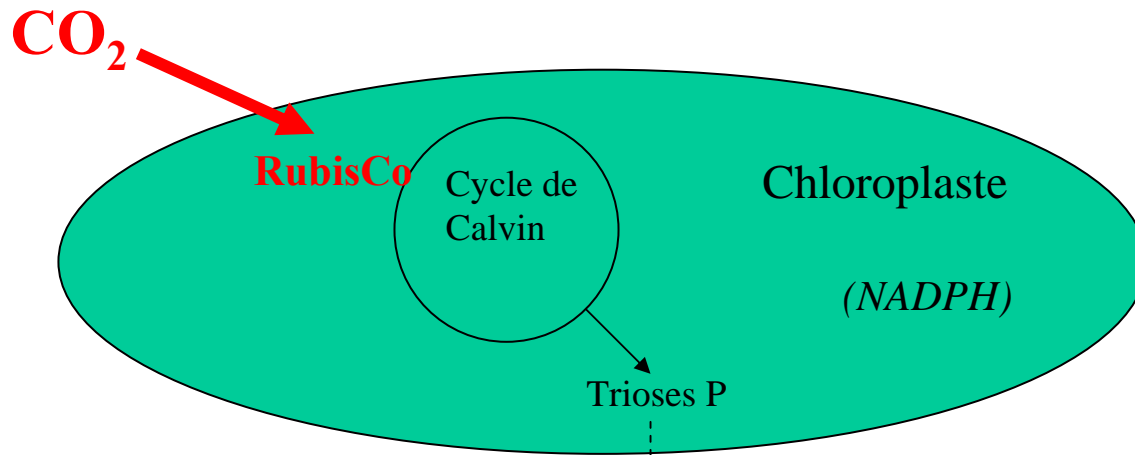 CO₂
RubisCo
Cycle de
Calvin
Chloroplaste
(NADPH)
Trioses P